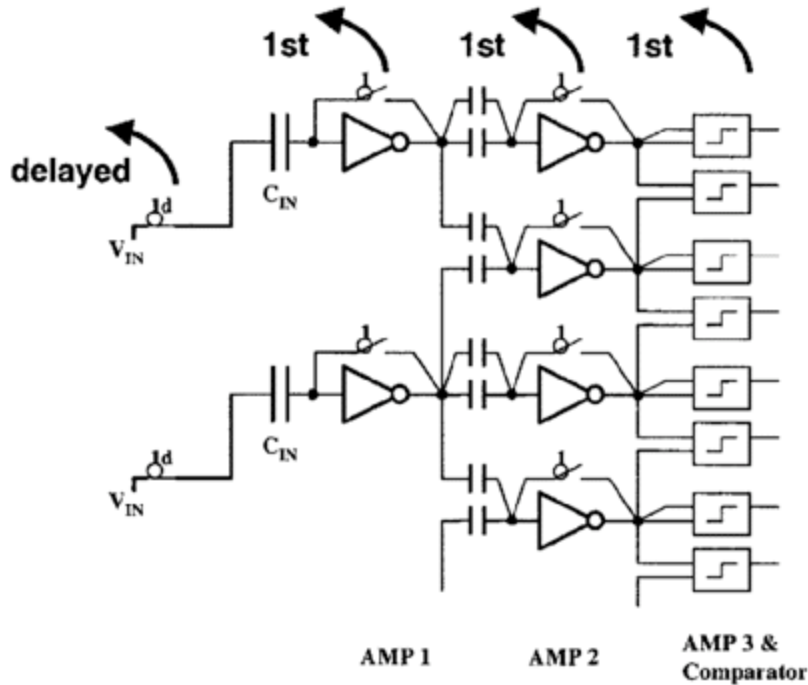 1st 1st 1st
1 1
delayed
C_IN
1d
V_IN
1
1 1
C_IN
1d
V_IN
1
AMP 1 AMP 2 AMP 3 &
Comparator